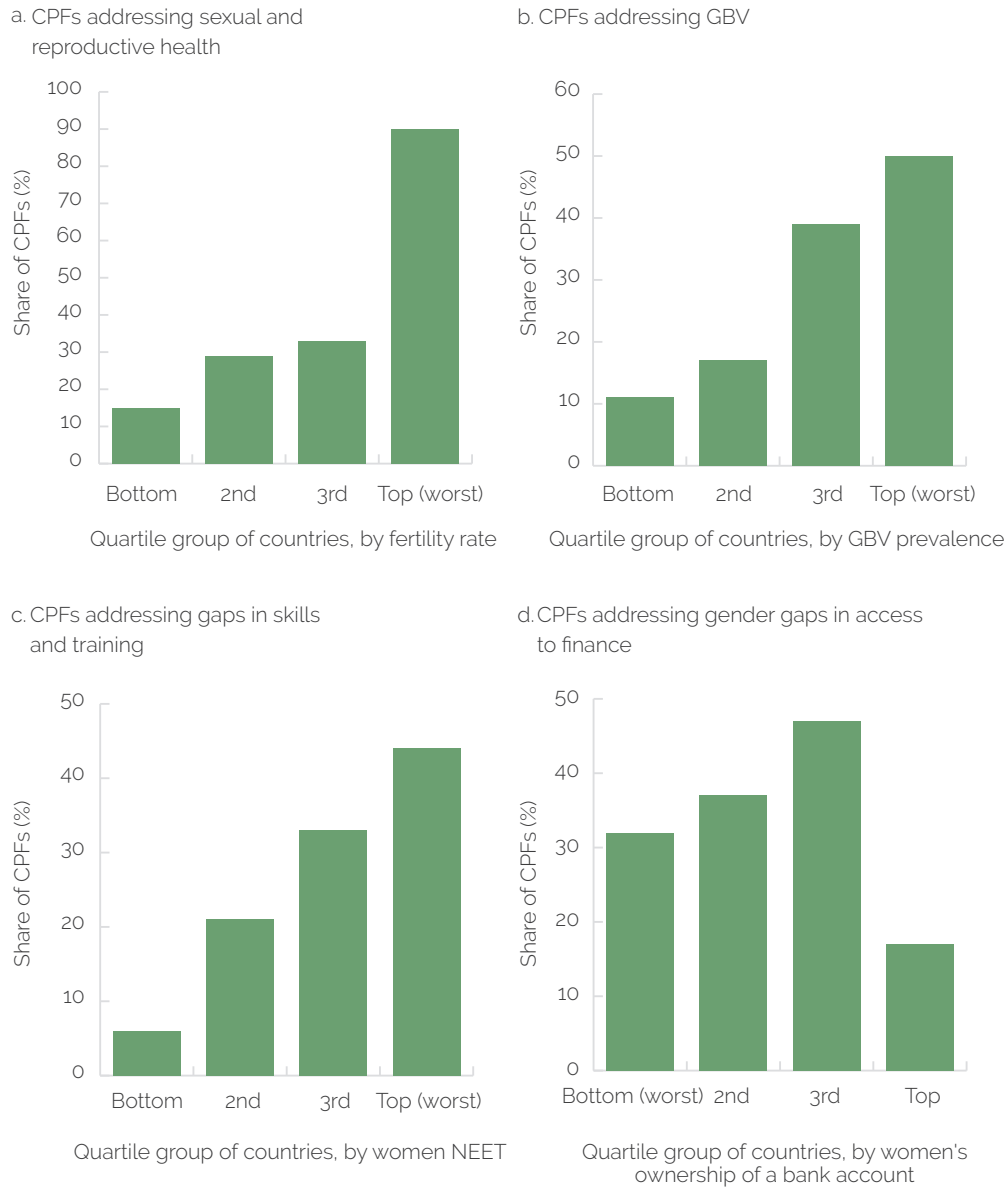 a. CPFs addressing sexual and
reproductive health
100
90
80
70
60
50
40
30
20
10
0
Share of CPFs (%)
Bottom 2nd 3rd Top (worst)
Quartile group of countries, by fertility rate
b. CPFs addressing GBV
60
50
40
30
20
10
0
Share of CPFs (%)
Bottom 2nd 3rd Top (worst)
Quartile group of countries, by GBV prevalence
c. CPFs addressing gaps in skills
and training
50
40
30
20
10
0
Share of CPFs (%)
Bottom 2nd 3rd Top (worst)
Quartile group of countries, by women NEET
d. CPFs addressing gender gaps in access
to finance
50
40
30
20
10
0
Share of CPFs (%)
Bottom (worst) 2nd 3rd Top
Quartile group of countries, by women's
ownership of a bank account